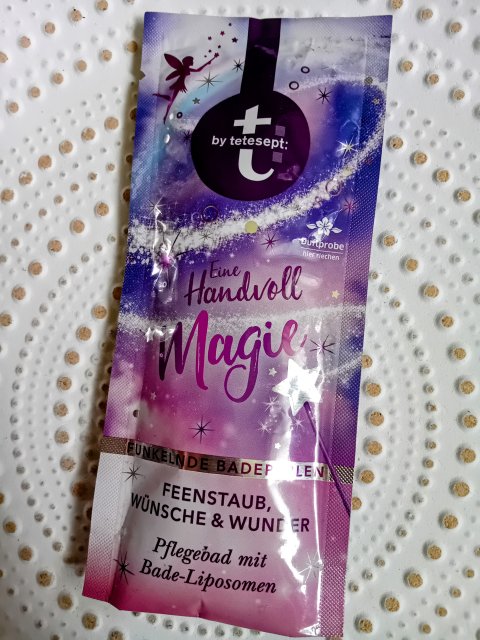 t
by tetesept:
Duftprobe
hier riechen
Eine
Handvoll
Magie
FUNKELNDE BADEPERLEN
FEENSTAUB,
WÜNSCHE & WUNDER
Pflegebad mit
Bade-Liposomen